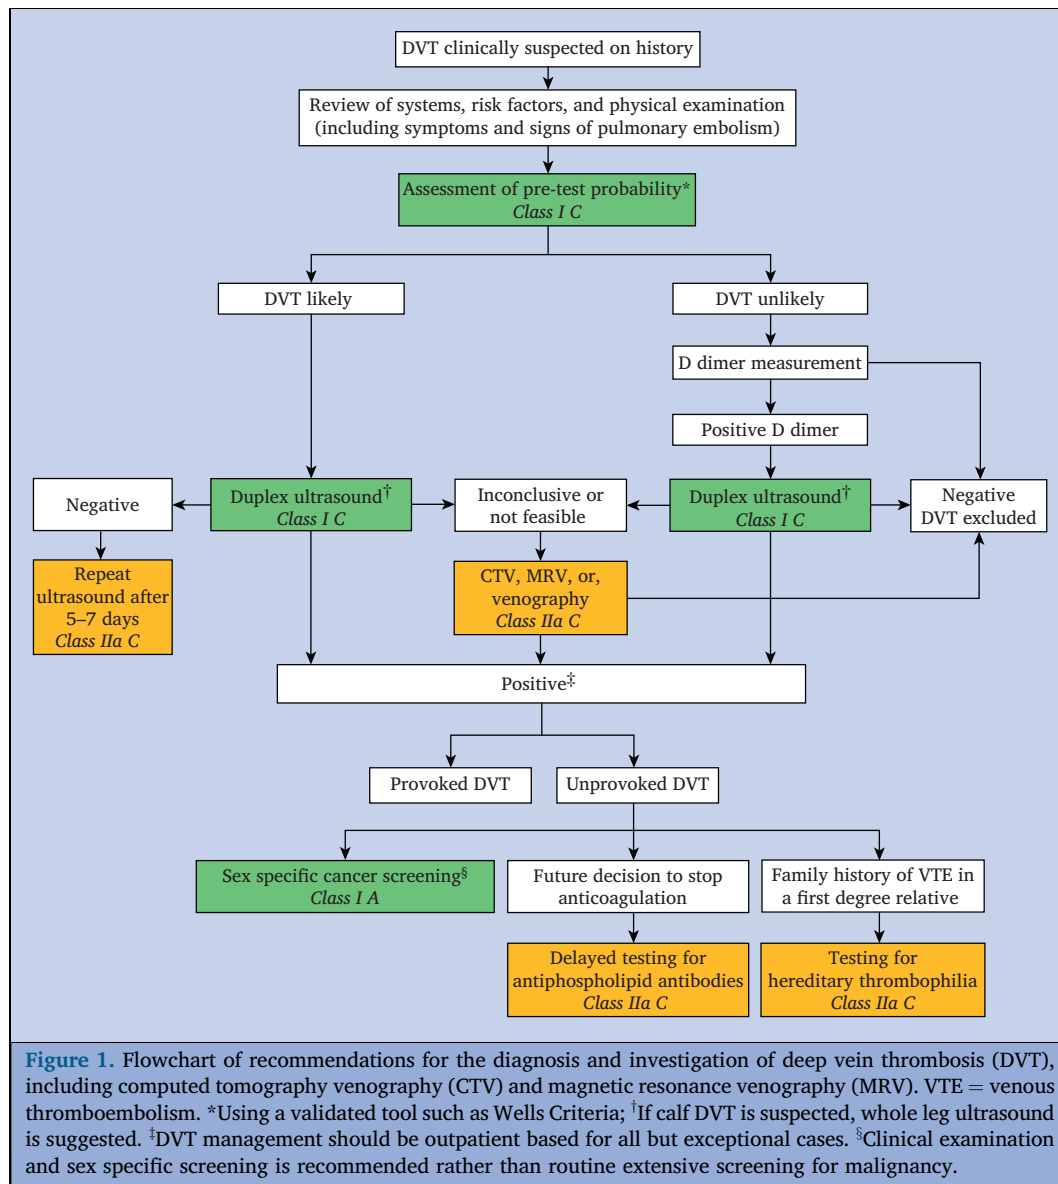 DVT clinically suspected on history
Review of systems, risk factors, and physical examination
(including symptoms and signs of pulmonary embolism)
Assessment of pre-test probability*
Class I C
DVT likely
DVT unlikely
D dimer measurement
Positive D dimer
Negative
Duplex ultrasound†
Class I C
Inconclusive or
not feasible
Duplex ultrasound†
Class I C
Negative
DVT excluded
Repeat
ultrasound after
5–7 days
Class IIa C
CTV, MRV, or,
venography
Class IIa C
Positive‡
Provoked DVT
Unprovoked DVT
Sex specific cancer screening§
Class I A
Future decision to stop
anticoagulation
Family history of VTE in
a first degree relative
Delayed testing for
antiphospholipid antibodies
Class IIa C
Testing for
hereditary thrombophilia
Class IIa C
Figure 1. Flowchart of recommendations for the diagnosis and investigation of deep vein thrombosis (DVT),
including computed tomography venography (CTV) and magnetic resonance venography (MRV). VTE = venous
thromboembolism. *Using a validated tool such as Wells Criteria; †If calf DVT is suspected, whole leg ultrasound
is suggested. ‡DVT management should be outpatient based for all but exceptional cases. §Clinical examination
and sex specific screening is recommended rather than routine extensive screening for malignancy.